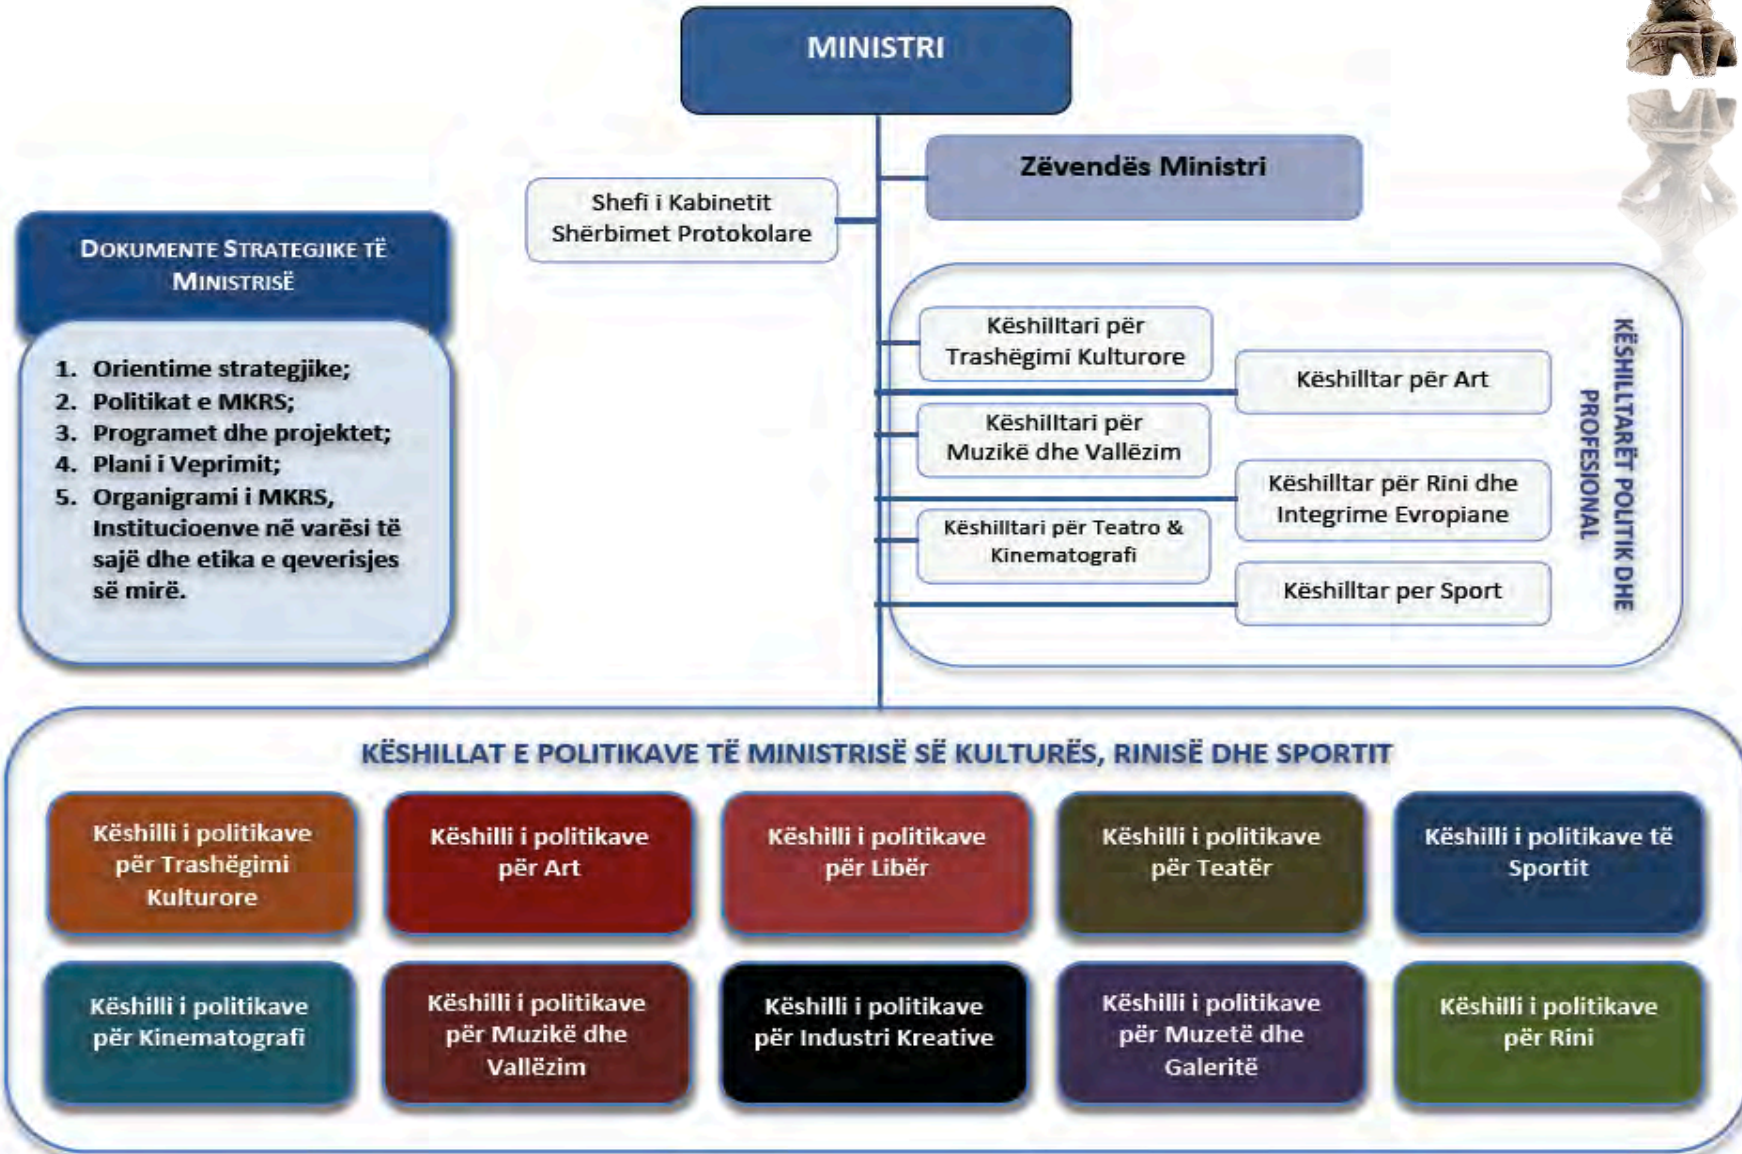 MINISTRI
Zëvendës Ministri
Shefi i Kabinetit
Shërbimet Protokolare
DOKUMENTE STRATEGJIKE TË
MINISTRISË
1. Orientime strategjike;
2. Politikat e MKRS;
3. Programet dhe projektet;
4. Plani i Veprimit;
5. Organigrami i MKRS,
Institucioenve në varësi të
sajë dhe etika e qeverisjes
së mirë.
Këshilltari për
Trashëgimi Kulturore
Këshilltar për Art
Këshilltari për
Muzikë dhe Vallëzim
Këshilltar për Rini dhe
Integrime Evropiane
Këshilltari për Teatro &
Kinematografi
Këshilltar per Sport
KËSHILLTARËT POLITIK DHE
PROFESIONAL
KËSHILLAT E POLITIKAVE TË MINISTRISË SË KULTURËS, RINISË DHE SPORTIT
Këshilli i politikave
për Trashëgimi
Kulturore
Këshilli i politikave
për Art
Këshilli i politikave
për Libër
Këshilli i politikave
për Teatër
Këshilli i politikave të
Sportit
Këshilli i politikave
për Kinematografi
Këshilli i politikave
për Muzikë dhe
Vallëzim
Këshilli i politikave
për Industri Kreative
Këshilli i politikave
për Muzetë dhe
Galeritë
Këshilli i politikave
për Rini